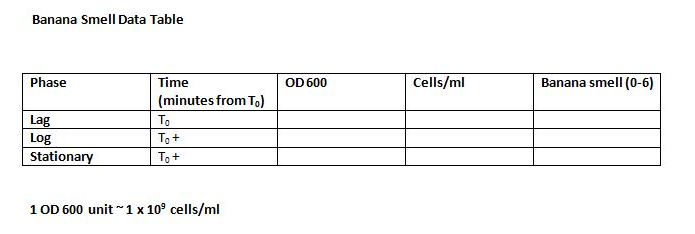 Banana Smell Data Table
Phase Time OD 600 Cells/ml Banana smell (0-6)
(minutes from T₀)
Lag T₀
Log T₀ +
Stationary T₀ +
1 OD 600 unit ~ 1 x 10⁹ cells/ml